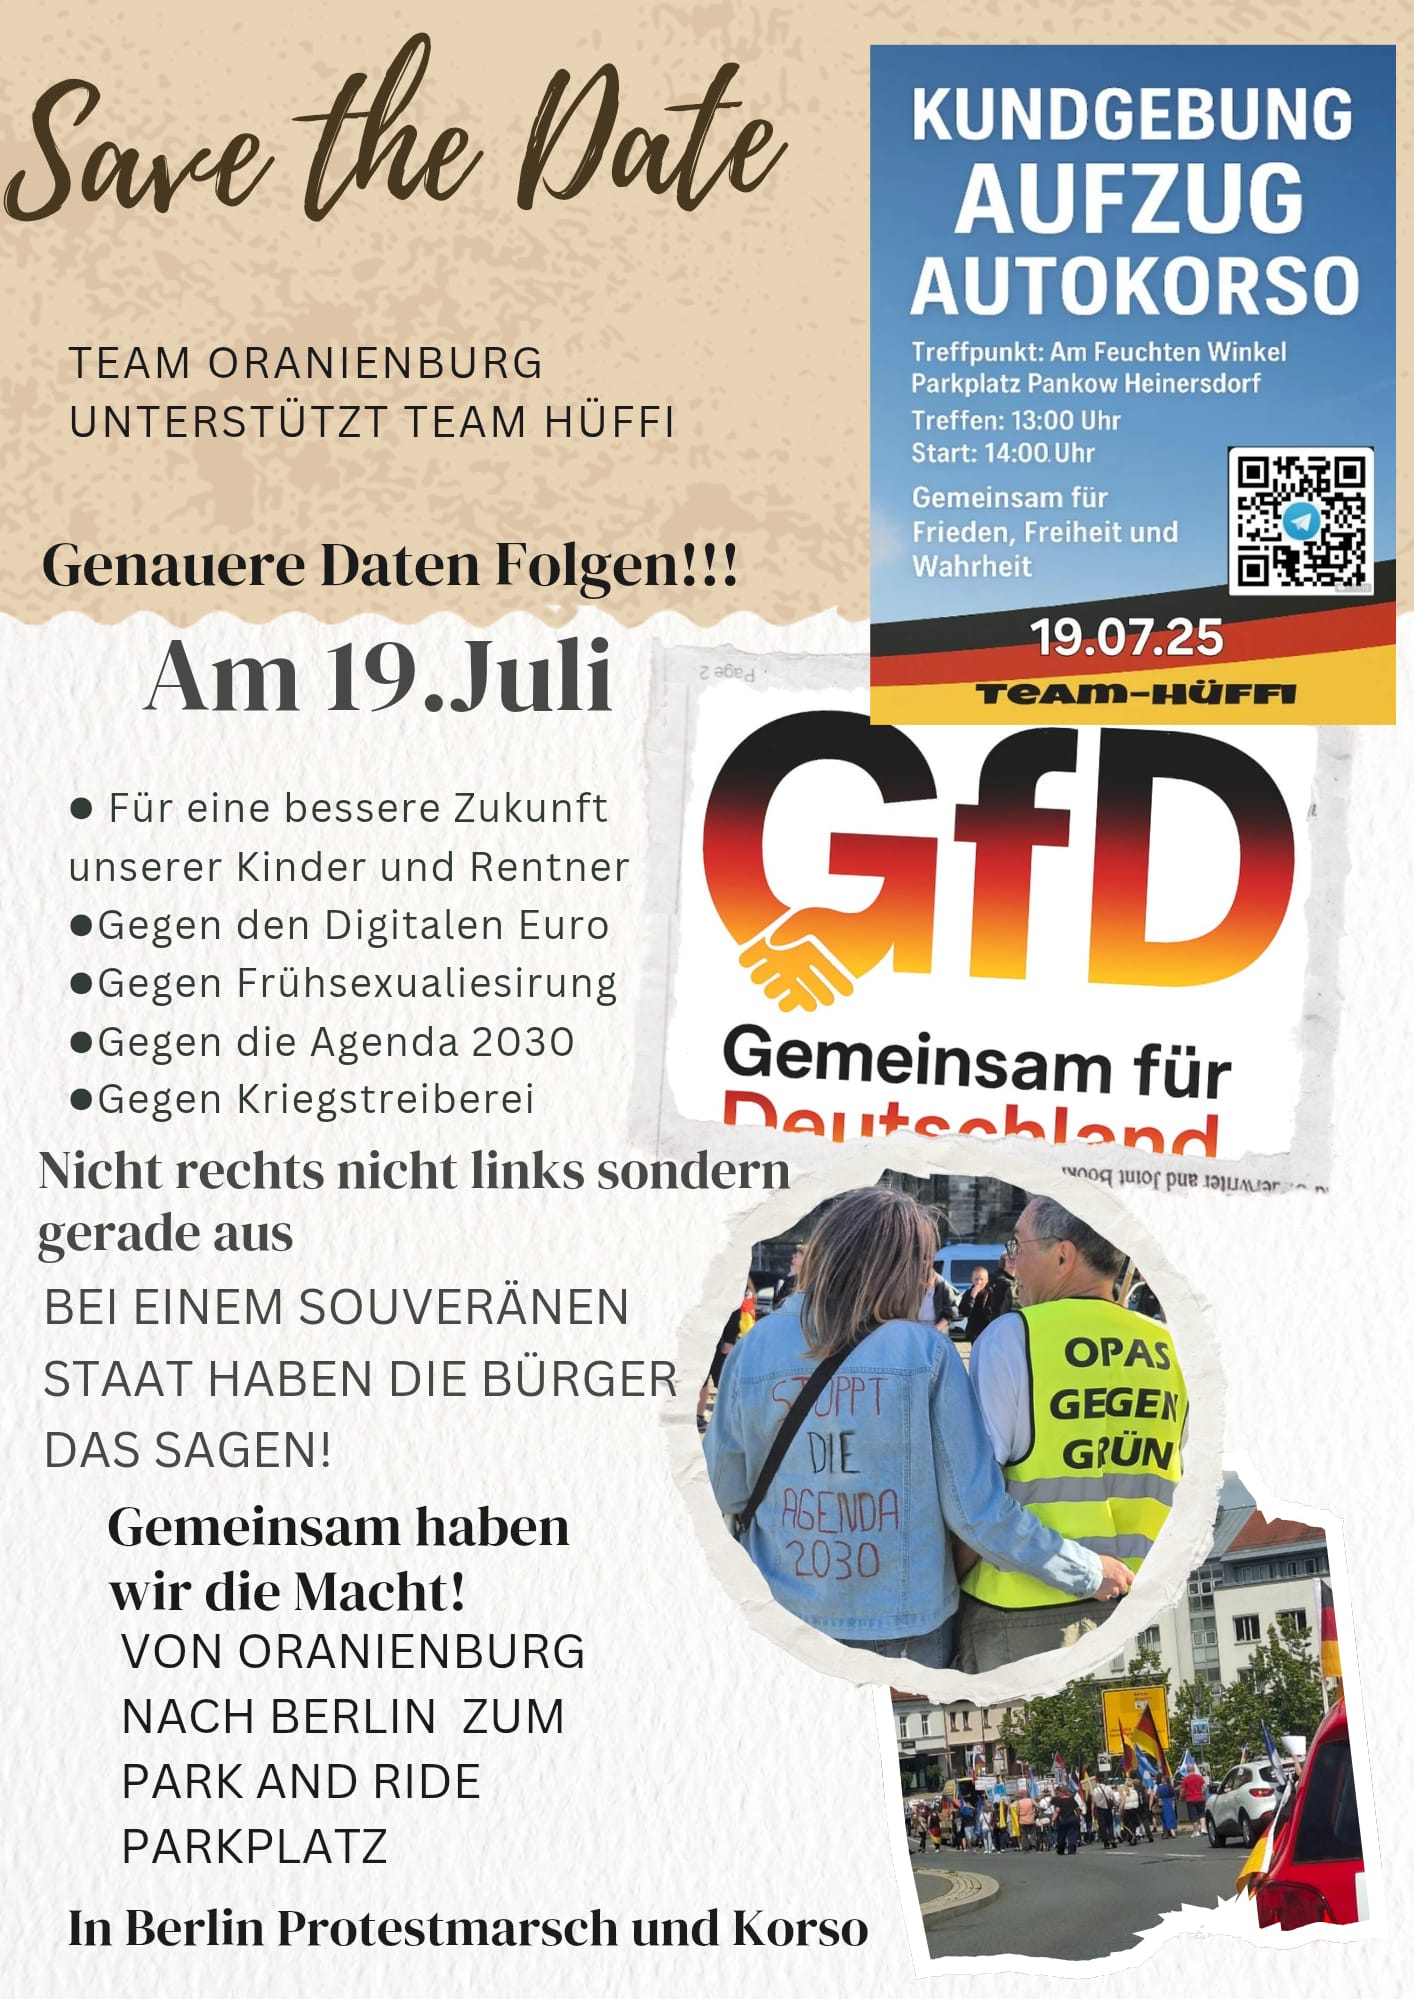 Save the Date
TEAM ORANIENBURG
UNTERSTÜTZT TEAM HÜFFI
Genauere Daten Folgen!!!
KUNDGEBUNG
AUFZUG
AUTOKORSO
Treffpunkt: Am Feuchten Winkel
Parkplatz Pankow Heinersdorf
Treffen: 13:00 Uhr
Start: 14:00 Uhr
Gemeinsam für
Frieden, Freiheit und
Wahrheit
19.07.25
TEAM-HÜFFI
Am 19.Juli
● Für eine bessere Zukunft
unserer Kinder und Rentner
●Gegen den Digitalen Euro
●Gegen Frühsexualiesirung
●Gegen die Agenda 2030
●Gegen Kriegstreiberei
Page 2
GfD
Gemeinsam für
Deutschland
and Joint Book
Nicht rechts nicht links sondern
gerade aus
BEI EINEM SOUVERÄNEN
STAAT HABEN DIE BÜRGER
DAS SAGEN!
STOPPT
DIE
AGENDA
2030
OPAS
GEGEN
GRÜN
Gemeinsam haben
wir die Macht!
VON ORANIENBURG
NACH BERLIN ZUM
PARK AND RIDE
PARKPLATZ
In Berlin Protestmarsch und Korso